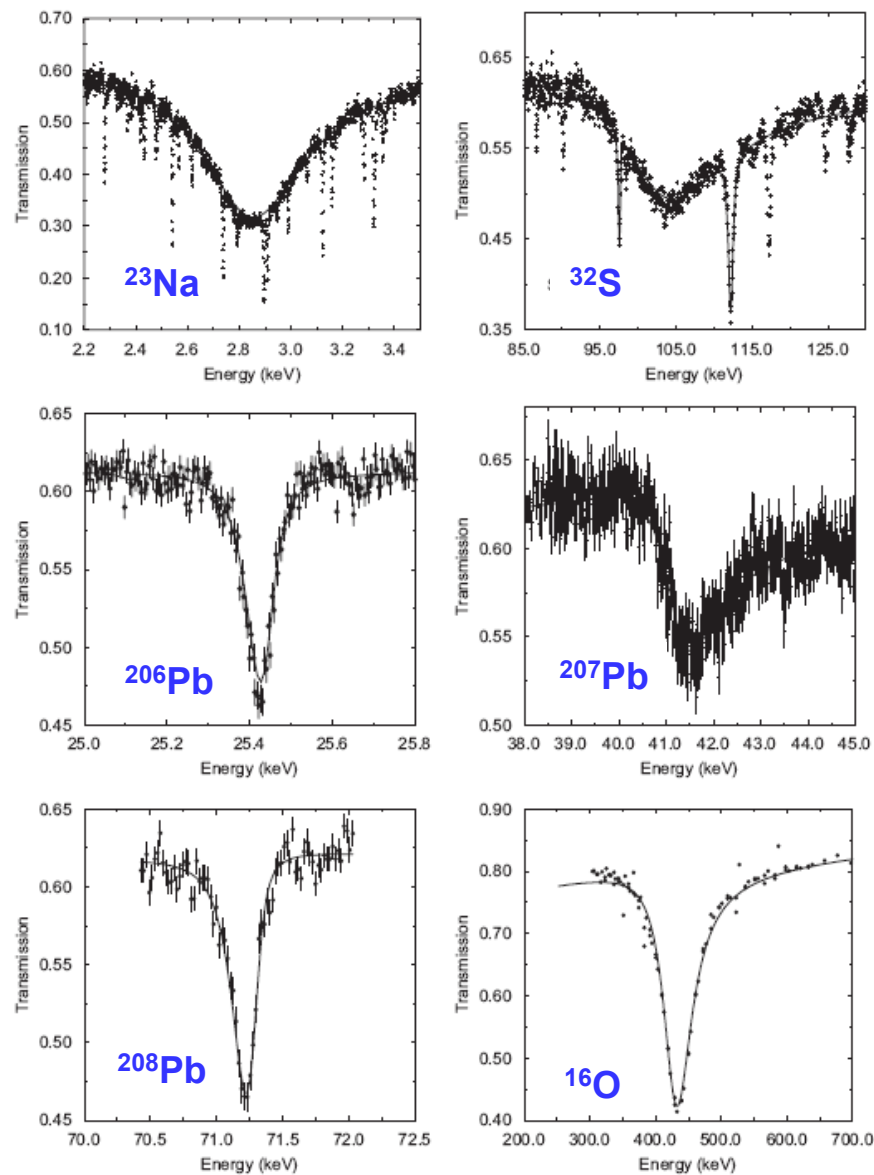 0.70
0.60
0.50
0.40
0.30
0.20
0.10
Transmission
23Na
2.2 2.4 2.6 2.8 3.0 3.2 3.4
Energy (keV)
0.65
0.55
0.45
0.35
Transmission
32S
85.0 95.0 105.0 115.0 125.0
Energy (keV)
0.65
0.60
0.55
0.50
0.45
Transmission
206Pb
25.0 25.2 25.4 25.6 25.8
Energy (keV)
0.65
0.60
0.55
0.50
Transmission
207Pb
38.0 39.0 40.0 41.0 42.0 43.0 44.0 45.0
Energy (keV)
0.65
0.60
0.55
0.50
0.45
Transmission
208Pb
70.0 70.5 71.0 71.5 72.0 72.5
Energy (keV)
0.90
0.80
0.70
0.60
0.50
0.40
Transmission
16O
200.0 300.0 400.0 500.0 600.0 700.0
Energy (keV)